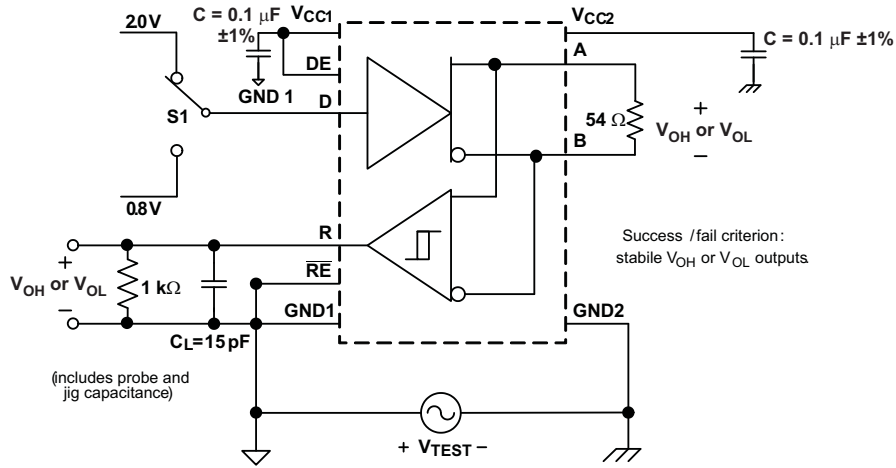 2.0 V
C = 0.1 μF
±1%
VCC1
VCC2
C = 0.1 μF ±1%
DE
A
GND 1
S1
D
54 Ω
+
VOH or VOL
−
B
0.8 V
R
Success / fail criterion:
stabile VOH or VOL outputs.
+
VOH or VOL
−
1 kΩ
RE
GND1
GND2
CL=15 pF
(includes probe and
jig capacitance)
+ VTEST −